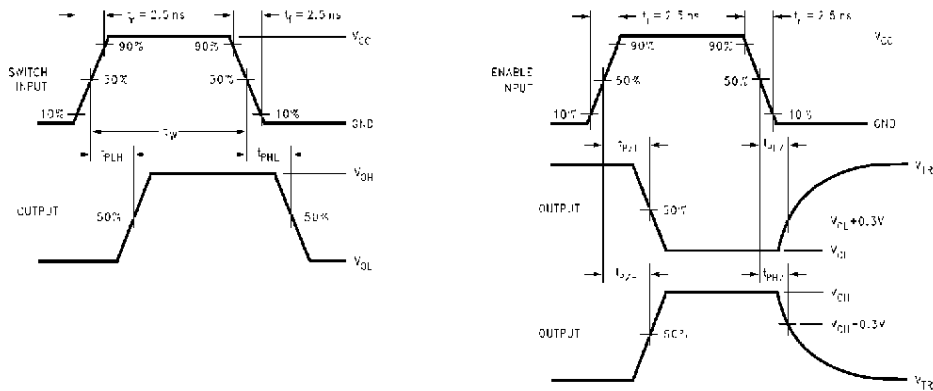 tr = 2.5 ns
tf = 2.5 ns
VCC
90%
90%
SWITCH
INPUT
50%
50%
10%
10%
GND
tW
tPLH
tPHL
VOH
OUTPUT
50%
50%
VOL
tr = 2.5 ns
tf = 2.5 ns
VCC
90%
90%
ENABLE
INPUT
50%
50%
10%
10%
GND
tPZL
tPLZ
VTR
OUTPUT
50%
VOL+0.3V
VOL
tPZH
tPHZ
VOH
VOH-0.3V
OUTPUT
50%
VTR